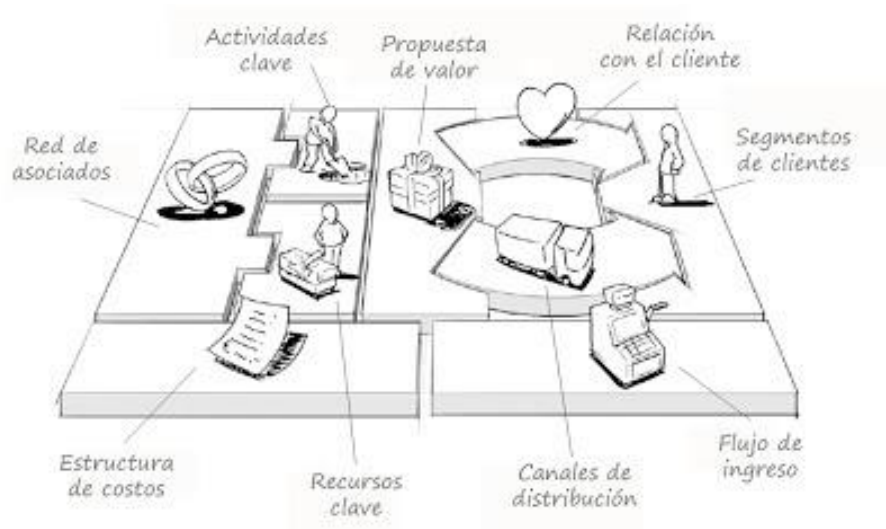 Actividades
clave
Propuesta
de valor
Relación
con el cliente
Red de
asociados
Segmentos
de clientes
Estructura
de costos
Recursos
clave
Canales de
distribución
Flujo de
ingreso